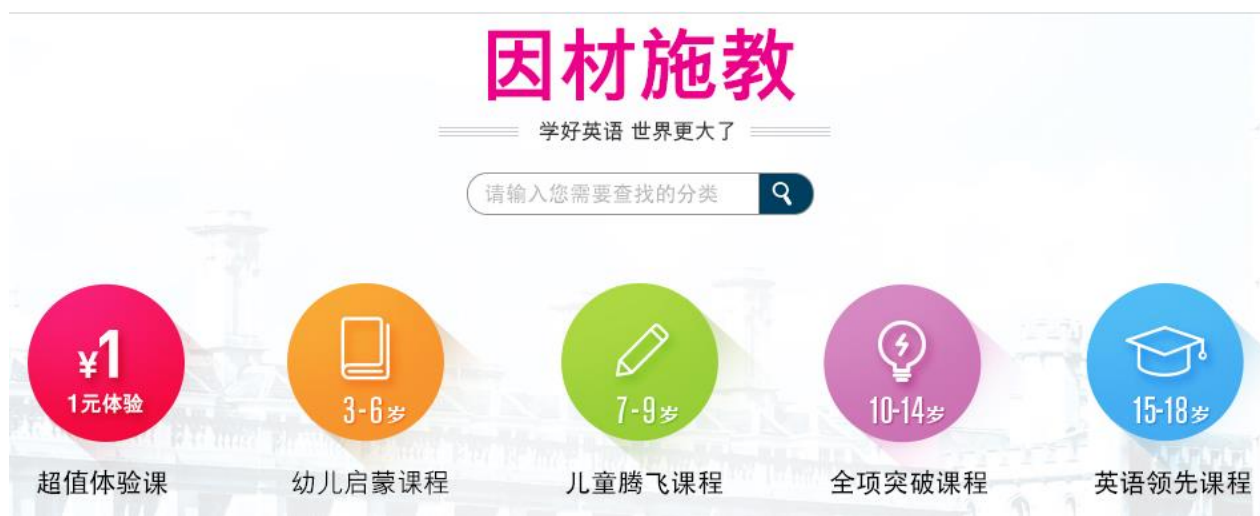 因材施教
学好英语 世界更大了
请输入您需要查找的分类
¥1
1元体验
3-6岁
7-9岁
10-14岁
15-18岁
超值体验课
幼儿启蒙课程
儿童腾飞课程
全项突破课程
英语领先课程